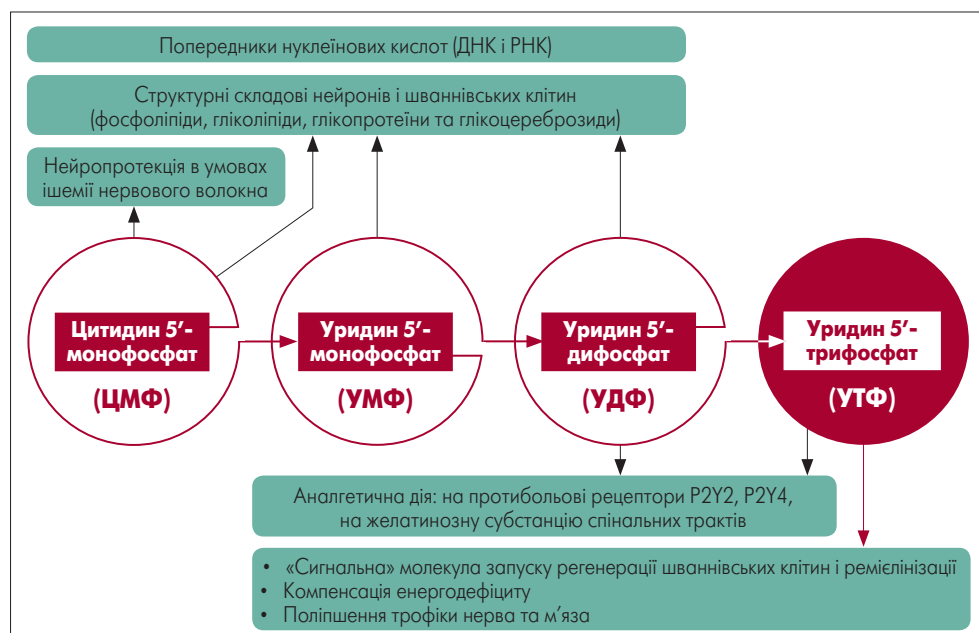 Попередники нуклеїнових кислот (ДНК і РНК)
Структурні складові нейронів і шваннівських клітин
(фосфоліпіди, гліколіпіди, глікопротеїни та глікоцереброзиди)
Нейропротекція в умовах
ішемії нервового волокна
Цитидин 5′-
монофосфат
(ЦМФ)
Уридин 5′-
монофосфат
(УМФ)
Уридин 5′-
дифосфат
(УДФ)
Уридин 5′-
трифосфат
(УТФ)
Аналгетична дія: на протибольові рецептори P2Y2, P2Y4,
на желатинозну субстанцію спінальних трактів
• «Сигнальна» молекула запуску регенерації шваннівських клітин і ремієлінізації
• Компенсація енергодефіциту
• Поліпшення трофіки нерва та м’яза